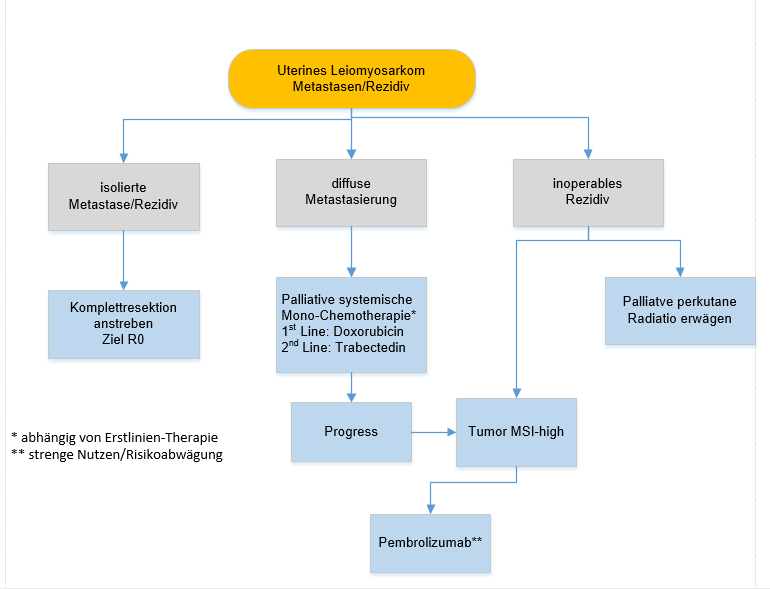 Uterines Leiomyosarkom
Metastasen/Rezidiv
isolierte
Metastase/Rezidiv
diffuse
Metastasierung
inoperables
Rezidiv
Komplettresektion
anstreben
Ziel R0
Palliative systemische
Mono-Chemotherapie*
1st Line: Doxorubicin
2nd Line: Trabectedin
Palliatve perkutane
Radiatio erwägen
Progress
Tumor MSI-high
* abhängig von Erstlinien-Therapie
** strenge Nutzen/Risikoabwägung
Pembrolizumab**